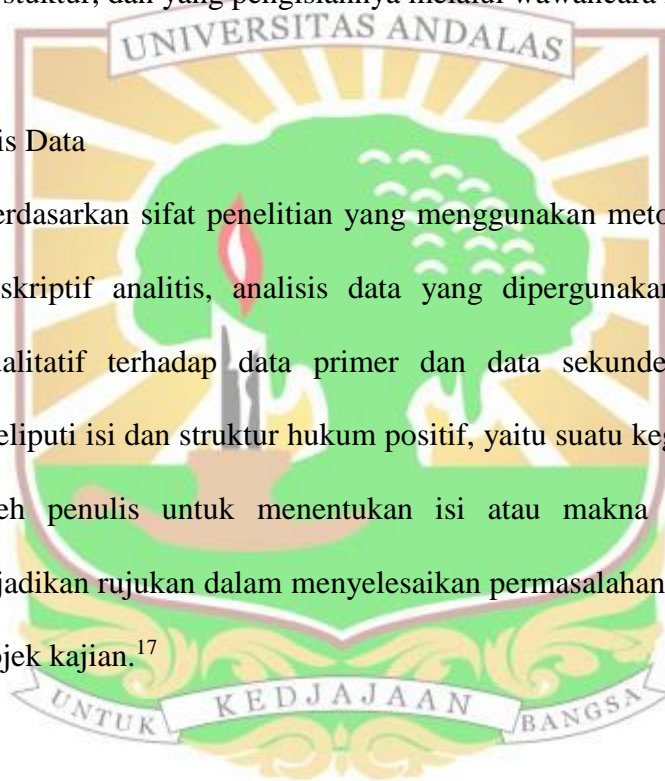 stuktur, dan yang pengisiannya melalui wawancara
UNIVERSITAS ANDALAS
is Data
erdasarkan sifat penelitian yang menggunakan meto
skriptif analitis, analisis data yang dipergunakan
ualitatif terhadap data primer dan data sekunde
eliputi isi dan struktur hukum positif, yaitu suatu keg
eh penulis untuk menentukan isi atau makna
jadikan rujukan dalam menyelesaikan permasalahan
jek kajian.17
UNTUK KEDJAJAAN BANGSA